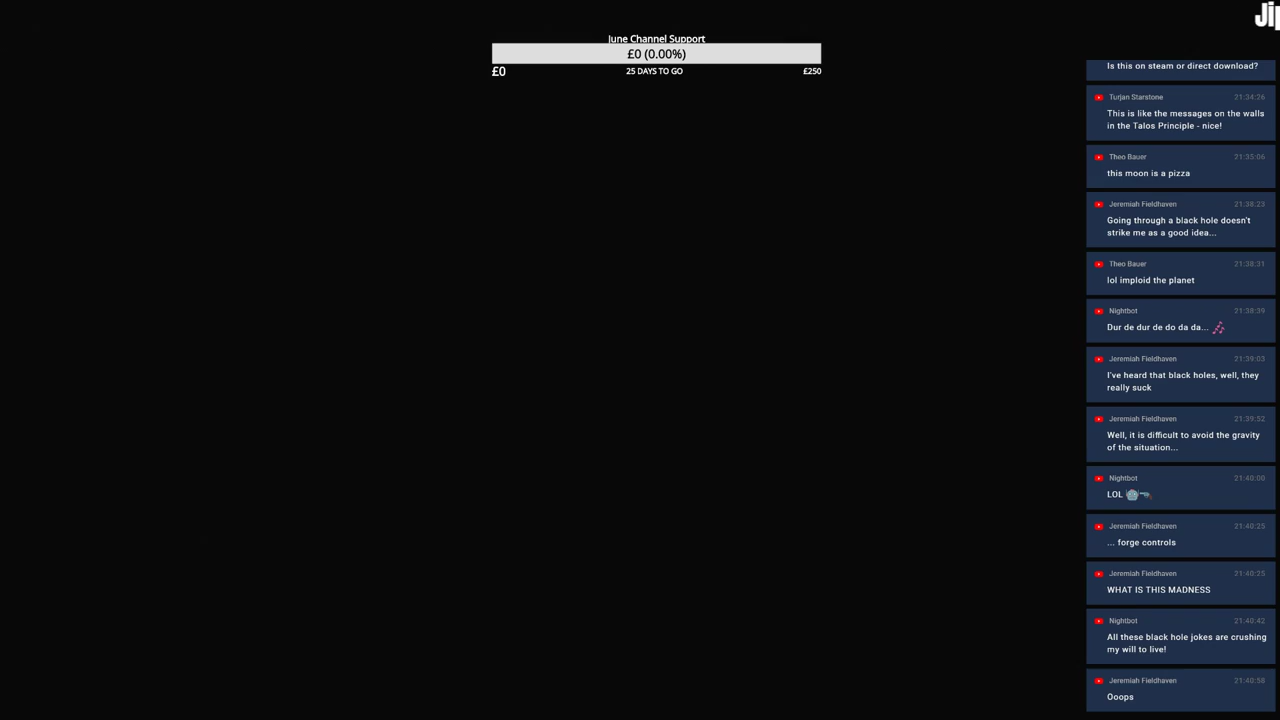 June Channel Support
£0 (0.00%)
£0
25 DAYS TO GO
£250
Is this on steam or direct download?
Turjan Starstone 21:34:26
This is like the messages on the walls
in the Talos Principle - nice!
Theo Bauer 21:35:06
this moon is a pizza
Jeremiah Fieldhaven 21:38:23
Going through a black hole doesn't
strike me as a good idea...
Theo Bauer 21:38:31
lol imploid the planet
Nightbot 21:38:39
Dur de dur de do da da...
Jeremiah Fieldhaven 21:39:03
I've heard that black holes, well, they
really suck
Jeremiah Fieldhaven 21:39:52
Well, it is difficult to avoid the gravity
of the situation...
Nightbot 21:40:00
LOL
Jeremiah Fieldhaven 21:40:25
... forge controls
Jeremiah Fieldhaven 21:40:25
WHAT IS THIS MADNESS
Nightbot 21:40:42
All these black hole jokes are crushing
my will to live!
Jeremiah Fieldhaven 21:40:58
Ooops